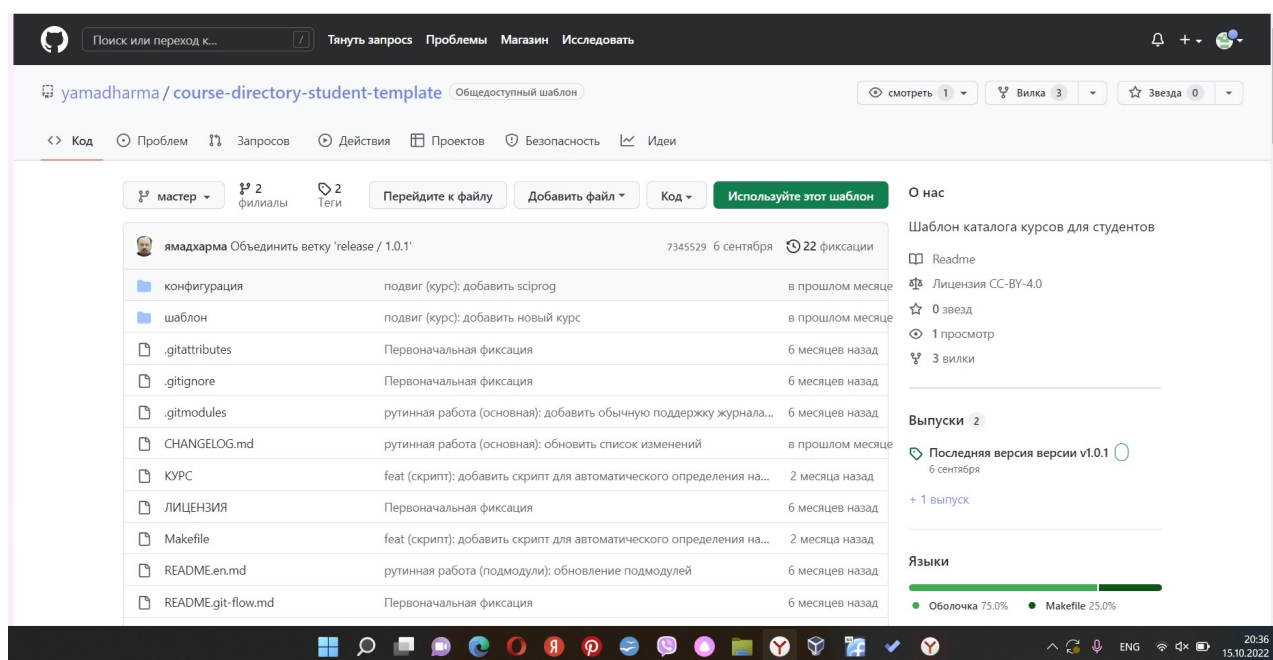 Поиск или переход к... /
Тянуть запросs Проблемы Магазин Исследовать
yamadharma / course-directory-student-template Общедоступный шаблон
смотреть 1 Вилка 3 Звезда 0
Код Проблем Запросов Действия Проектов Безопасность Идеи
мастер 2 филиалы 2 Теги Перейдите к файлу Добавить файл Код Используйте этот шаблон
ямадхарма Объединить ветку 'release / 1.0.1' 7345529 6 сентября 22 фиксации
конфигурация подвиг (курс): добавить sciprog в прошлом месяце
шаблон подвиг (курс): добавить новый курс в прошлом месяце
.gitattributes Первоначальная фиксация 6 месяцев назад
.gitignore Первоначальная фиксация 6 месяцев назад
.gitmodules рутинная работа (основная): добавить обычную поддержку журнала... 6 месяцев назад
CHANGELOG.md рутинная работа (основная): обновить список изменений в прошлом месяце
КУРС feat (скрипт): добавить скрипт для автоматического определения на... 2 месяца назад
ЛИЦЕНЗИЯ Первоначальная фиксация 6 месяцев назад
Makefile feat (скрипт): добавить скрипт для автоматического определения на... 2 месяца назад
README.en.md рутинная работа (подмодули): обновление подмодулей 6 месяцев назад
README.git-flow.md Первоначальная фиксация 6 месяцев назад
О нас
Шаблон каталога курсов для студентов
Readme
Лицензия CC-BY-4.0
0 звезд
1 просмотр
3 вилки
Выпуски 2
Последняя версия версии v1.0.1
6 сентября
+ 1 выпуск
Языки
Оболочка 75.0% Makefile 25.0%
ENG
20:36
15.10.2022